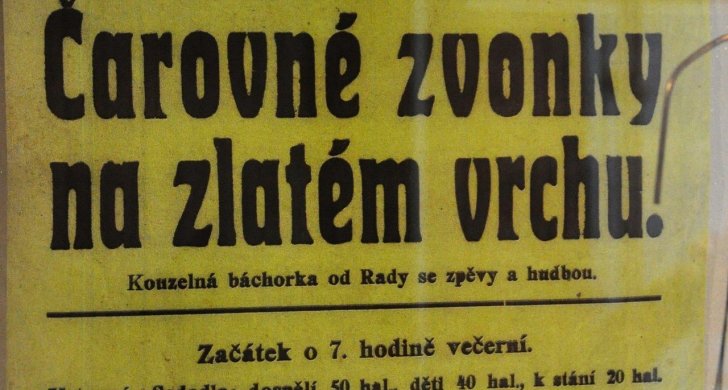 Čarovné zvonky
na zlatém vrchu.
Kouzelná báchorka od Rady se zpěvy a hudbou.
Začátek o 7. hodině večerní.
dospělí 50 hal., děti 40 hal., k stání 20 hal.